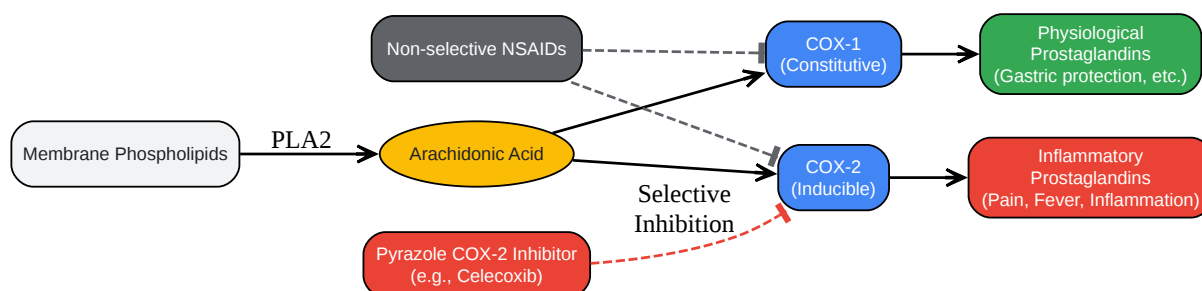 Non-selective NSAIDs
COX-1
(Constitutive)
Physiological
Prostaglandins
(Gastric protection, etc.)
Membrane Phospholipids
PLA2
Arachidonic Acid
COX-2
(Inducible)
Inflammatory
Prostaglandins
(Pain, Fever, Inflammation)
Selective
Inhibition
Pyrazole COX-2 Inhibitor
(e.g., Celecoxib)